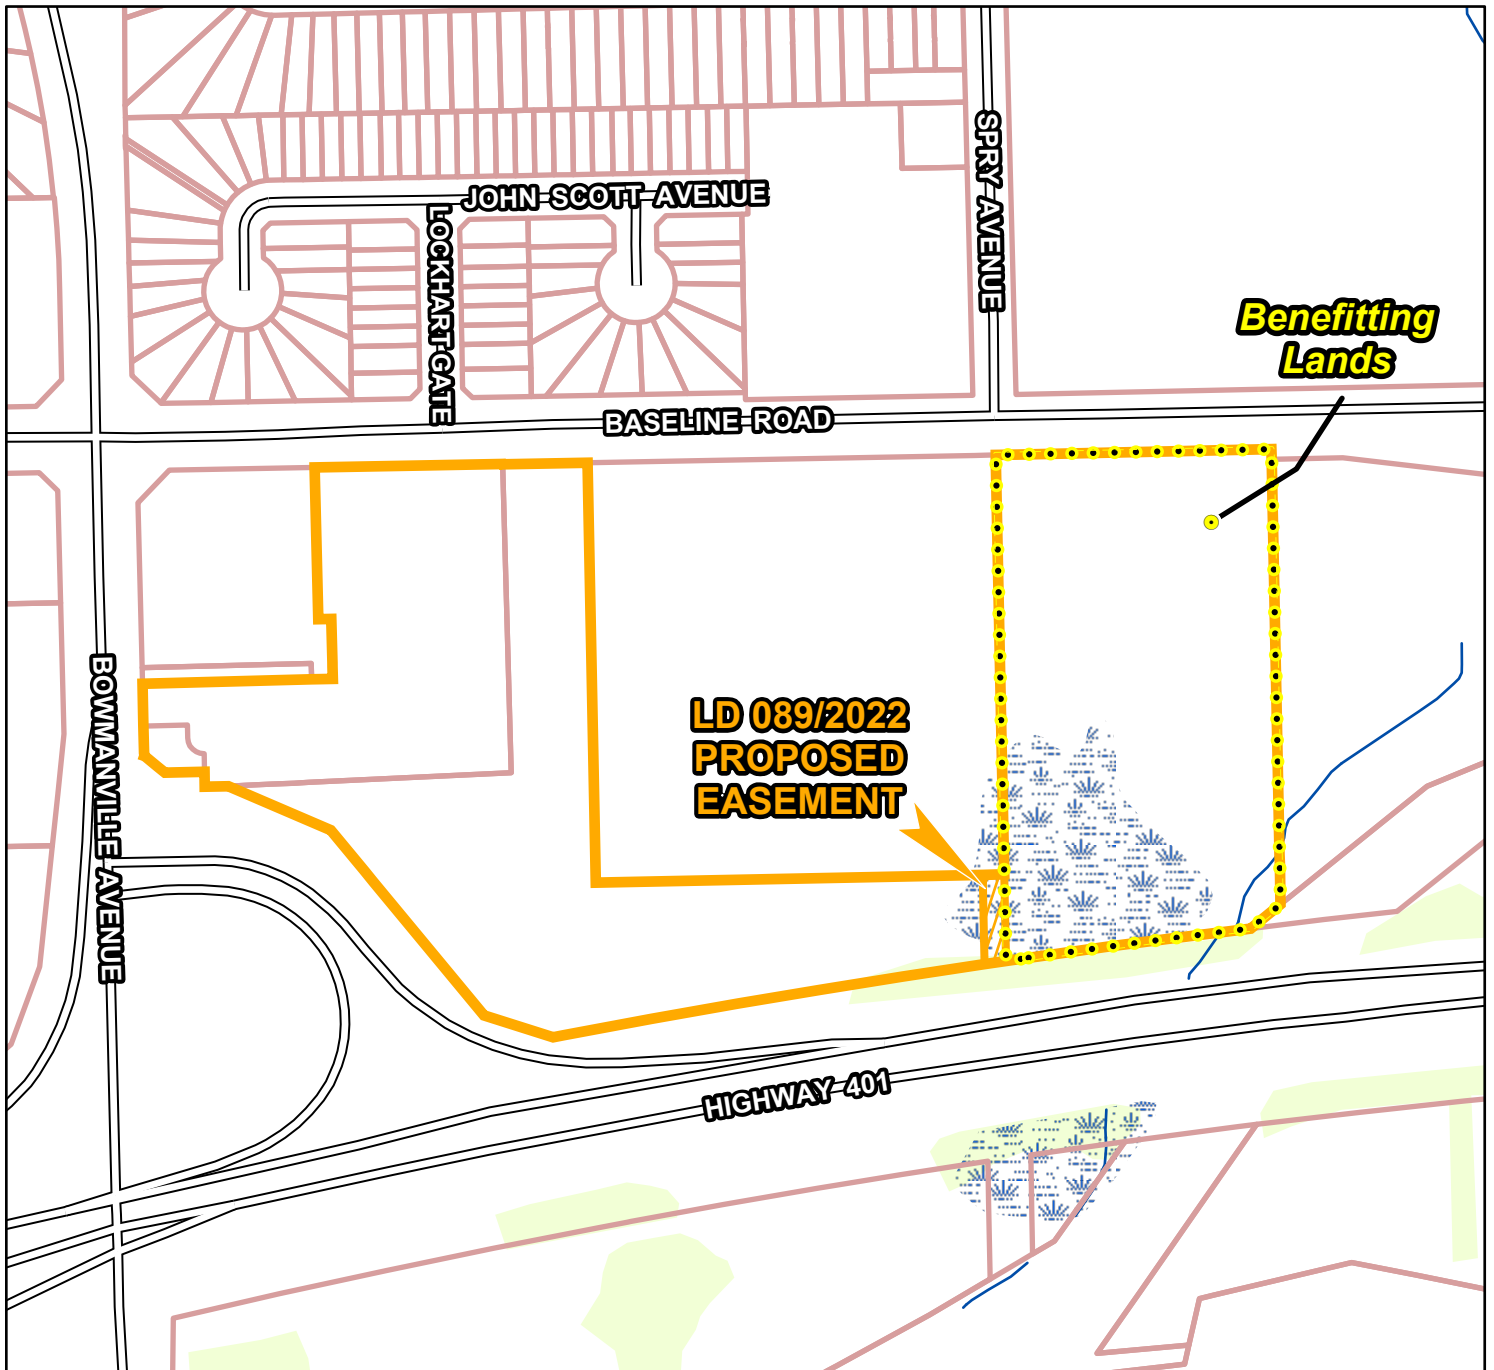 JOHN SCOTT AVENUE
LOCKHART GATE
SPRY AVENUE
Benefitting
Lands
BASELINE ROAD
BOWMANVILLE AVENUE
LD 089/2022
PROPOSED
EASEMENT
HIGHWAY 401